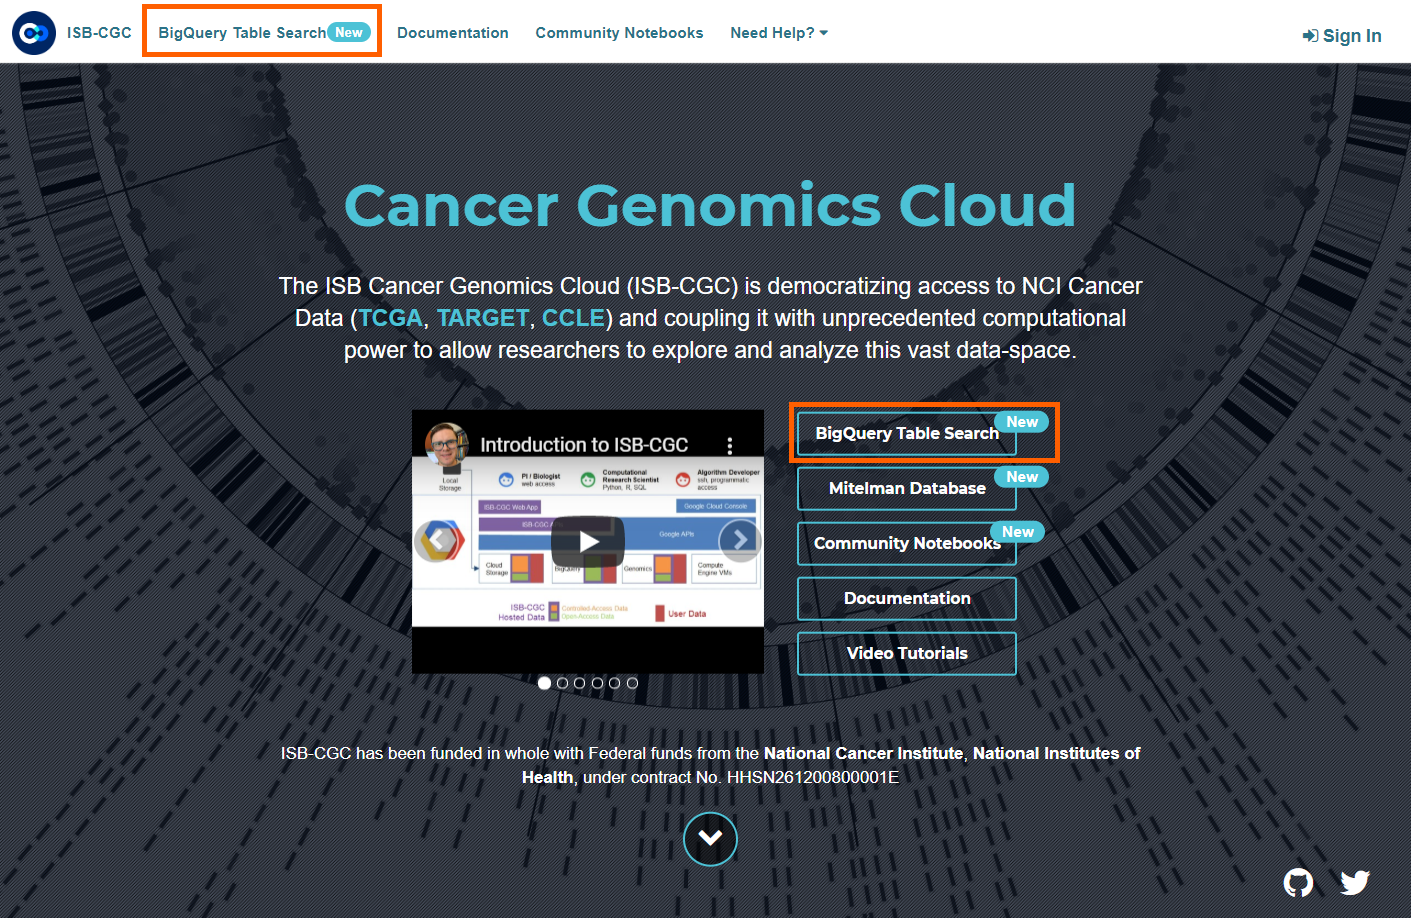 ISB-CGC
BigQuery Table Search New
Documentation
Community Notebooks
Need Help?
Sign In
Cancer Genomics Cloud
The ISB Cancer Genomics Cloud (ISB-CGC) is democratizing access to NCI Cancer
Data (TCGA, TARGET, CCLE) and coupling it with unprecedented computational
power to allow researchers to explore and analyze this vast data-space.
Introduction to ISB-CGC
Local
Storage
PI / Biologist
web access
Computational
Research Scientist
Python, R, SQL
Algorithm Developer
ssh, programmatic
access
ISB-CGC Web App
Google Cloud Console
ISB-CGC
Google APIs
Cloud
Storage
BigQuery
Genomics
Compute
Engine VMs
ISB-CGC
Hosted Data
Controlled-Access Data
Open-Access Data
User Data
BigQuery Table Search
New
Mitelman Database
New
Community Notebooks
New
Documentation
Video Tutorials
ISB-CGC has been funded in whole with Federal funds from the National Cancer Institute, National Institutes of
Health, under contract No. HHSN261200800001E